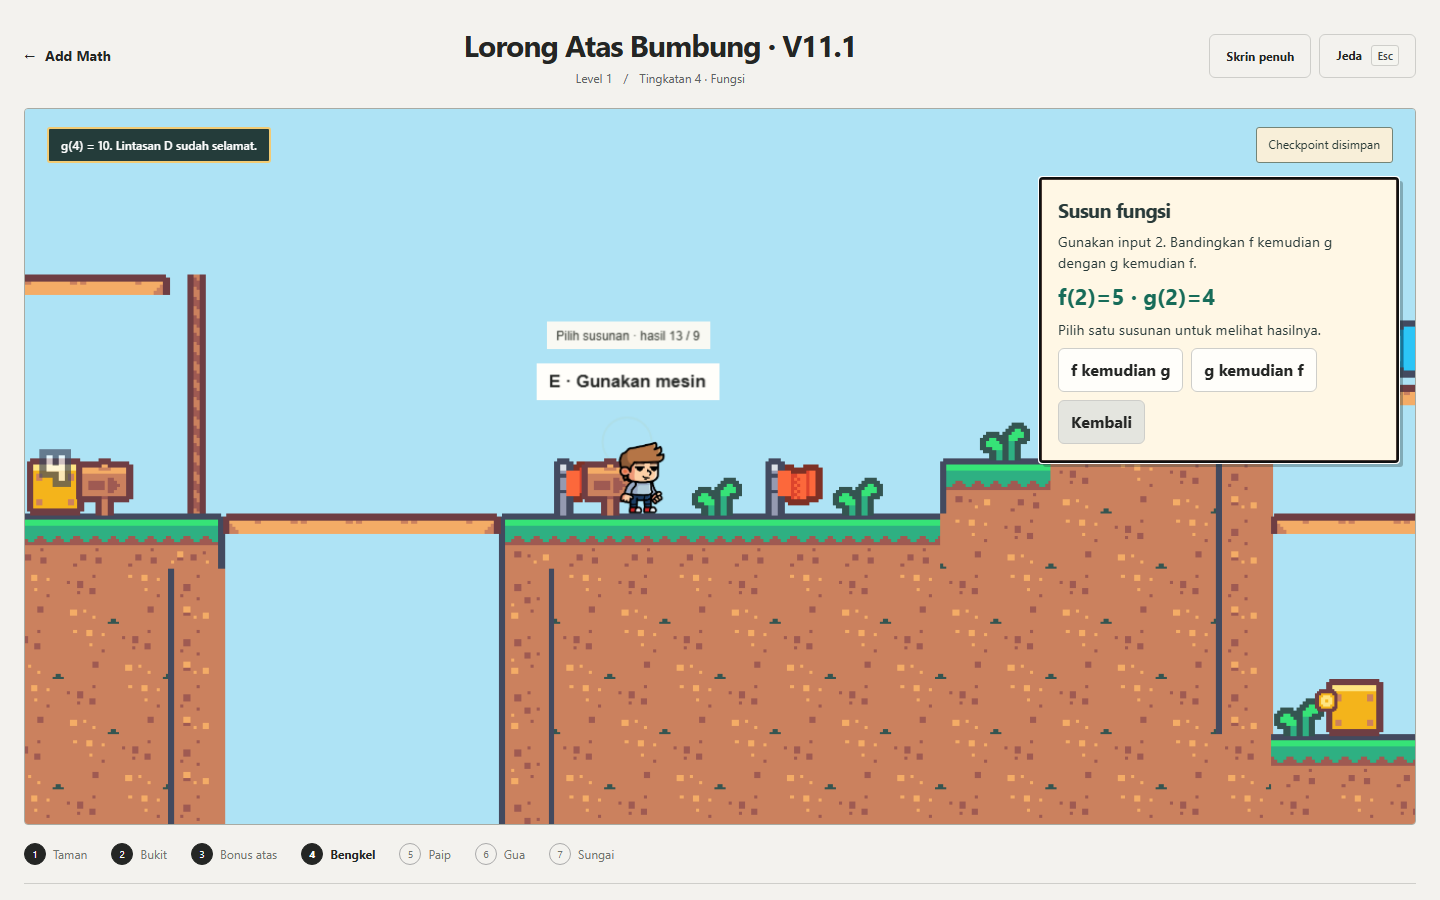 ← Add Math
Lorong Atas Bumbung · V11.1
Level 1 / Tingkatan 4 · Fungsi
Skrin penuh
Jeda Esc
g(4) = 10. Lintasan D sudah selamat.
Checkpoint disimpan
Susun fungsi
Gunakan input 2. Bandingkan f kemudian g
dengan g kemudian f.
f(2)=5 · g(2)=4
Pilih satu susunan untuk melihat hasilnya.
f kemudian g
g kemudian f
Kembali
Pilih susunan · hasil 13 / 9
E · Gunakan mesin
4
1 Taman
2 Bukit
3 Bonus atas
4 Bengkel
5 Paip
6 Gua
7 Sungai